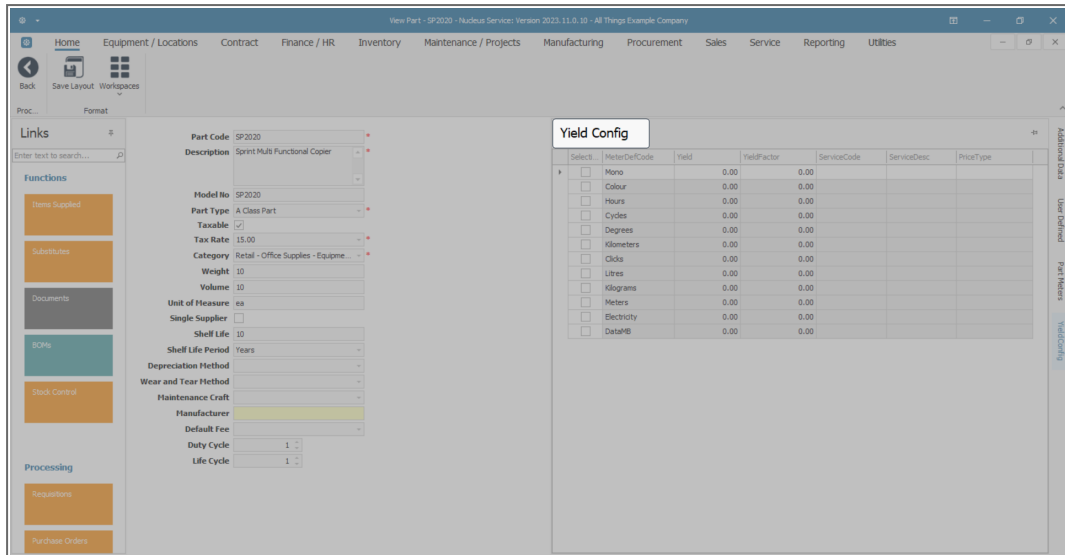 View Part - SP2020 - Nucleus Service: Version 2023.11.0.10 - All Things Example Company
Home Equipment / Locations Contract Finance / HR Inventory Maintenance / Projects Manufacturing Procurement Sales Service Reporting Utilities
Back Save Layout Workspaces
Proc... Format
Links
Enter text to search...
Functions
Items Supplied
Substitutes
Documents
BOMs
Stock Control
Processing
Requisitions
Purchase Orders
Part Code SP2020 *
Description Sprint Multi Functional Copier *
Model No SP2020
Part Type A Class Part *
Taxable
Tax Rate 15.00 *
Category Retail - Office Supplies - Equipme... *
Weight 10
Volume 10
Unit of Measure ea
Single Supplier
Shelf Life 10
Shelf Life Period Years
Depreciation Method
Wear and Tear Method
Maintenance Craft
Manufacturer
Default Fee
Duty Cycle 1
Life Cycle 1
Yield Config
Selecti... MeterDefCode Yield YieldFactor ServiceCode ServiceDesc PriceType
Mono 0.00 0.00
Colour 0.00 0.00
Hours 0.00 0.00
Cycles 0.00 0.00
Degrees 0.00 0.00
Kilometers 0.00 0.00
Clicks 0.00 0.00
Litres 0.00 0.00
Kilograms 0.00 0.00
Meters 0.00 0.00
Electricity 0.00 0.00
DataMB 0.00 0.00
Additional Data
User Defined
Part Meters
YieldConfig